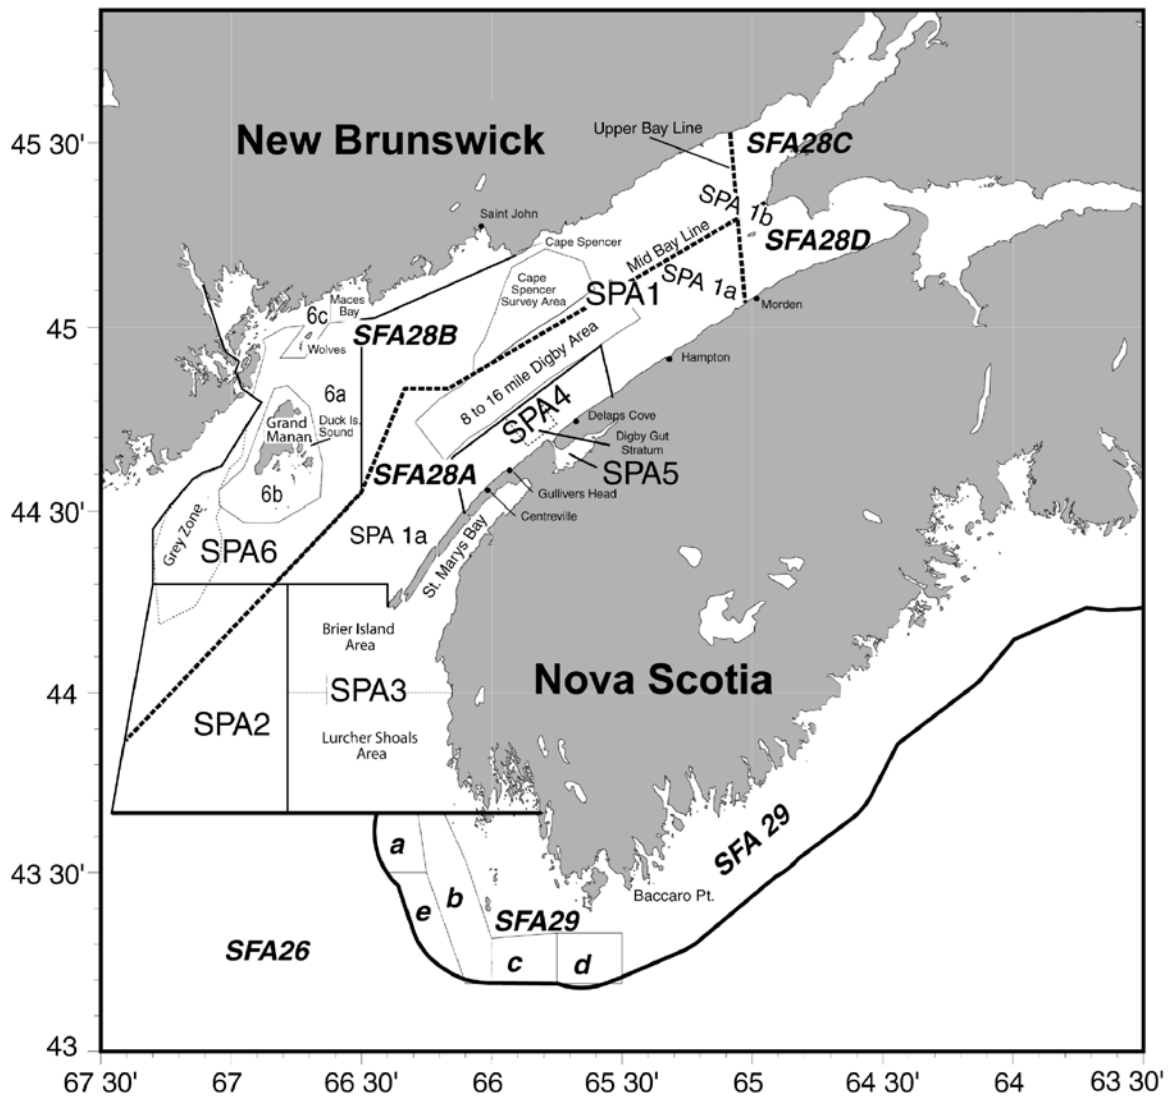 45 30'
New Brunswick
Upper Bay Line
SFA28C
SPA 1b
Saint John
Mid Bay Line
SFA28D
Cape Spencer
Cape
Spencer
Survey Area
SPA 1a
SPA1
Morden
Maces
Bay
6c
45
SFA28B
Wolves
8 to 16 mile Digby Area
Hampton
6a
SPA4
Grand
Manan
Duck Is.
Sound
Delaps Cove
Digby Gut
Stratum
SFA28A
SPA5
6b
Gullivers Head
44 30'
Centreville
Grey Zone
SPA 1a
SPA6
St. Marys Bay
Brier Island
Area
Nova Scotia
44
SPA3
SPA2
Lurcher Shoals
Area
SFA 29
a
43 30'
b
Baccaro Pt.
e
SFA29
SFA26
c
d
43
67 30'
67
66 30'
66
65 30'
65
64 30'
64
63 30'